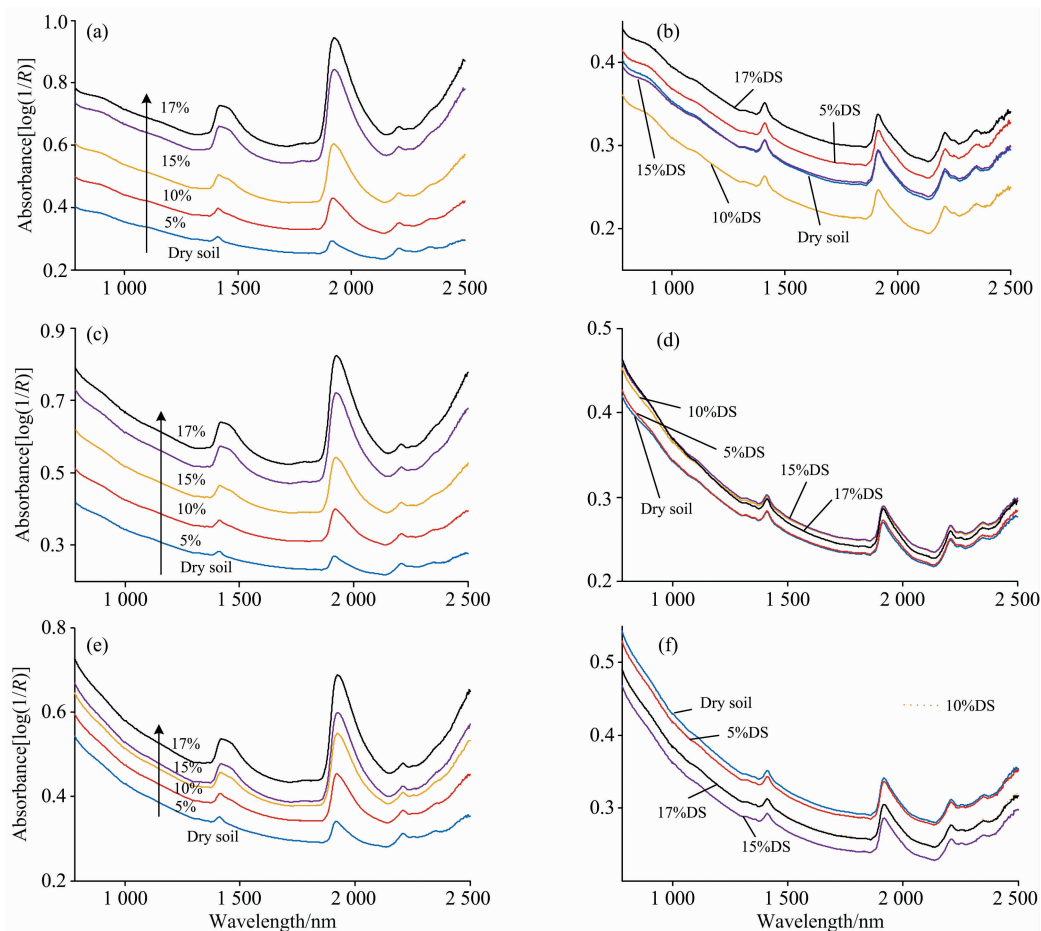 (a)
1.0
0.8
0.6
0.4
0.2
Absorbance[log(1/R)]
17%
15%
10%
5%
Dry soil
1 000
1 500
2 000
2 500
(b)
0.4
0.3
0.2
17%DS
5%DS
15%DS
10%DS
Dry soil
1 000
1 500
2 000
2 500
(c)
0.9
0.7
0.5
0.3
Absorbance[log(1/R)]
17%
15%
10%
5%
Dry soil
1 000
1 500
2 000
2 500
(d)
0.5
0.4
0.3
0.2
10%DS
5%DS
15%DS
17%DS
Dry soil
1 000
1 500
2 000
2 500
(e)
0.8
0.6
0.4
0.2
Absorbance[log(1/R)]
17%
15%
10%
5%
Dry soil
1 000
1 500
2 000
2 500
Wavelength/nm
(f)
0.5
0.4
0.3
Dry soil
10%DS
5%DS
17%DS
15%DS
1 000
1 500
2 000
2 500
Wavelength/nm